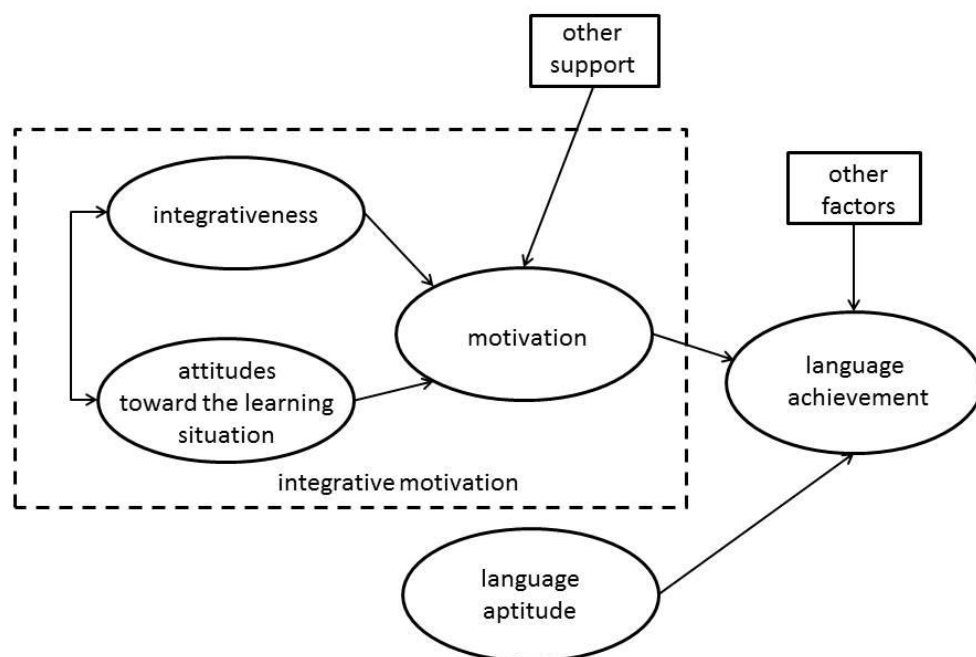 other
support
other
factors
integrativeness
motivation
attitudes
toward the learning
situation
language
achievement
integrative motivation
language
aptitude